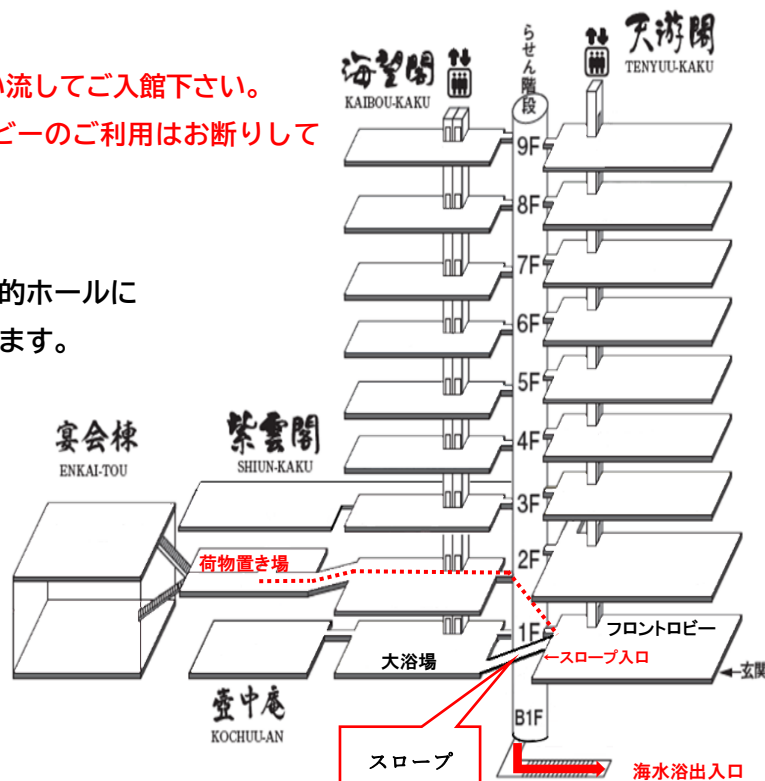 い流してご入館下さい。
ビーのご利用はお断りして
的ホールに
ます。
海望閣
KAIBOU-KAKU
らせん階段
天遊閣
TENYUU-KAKU
9F
8F
7F
6F
5F
4F
3F
2F
1F
B1F
宴会棟
ENKAI-TOU
紫雲閣
SHIUN-KAKU
荷物置き場
フロントロビー
←スロープ入口
←玄関
大浴場
壺中庵
KOCHUU-AN
スロープ
海水浴出入口